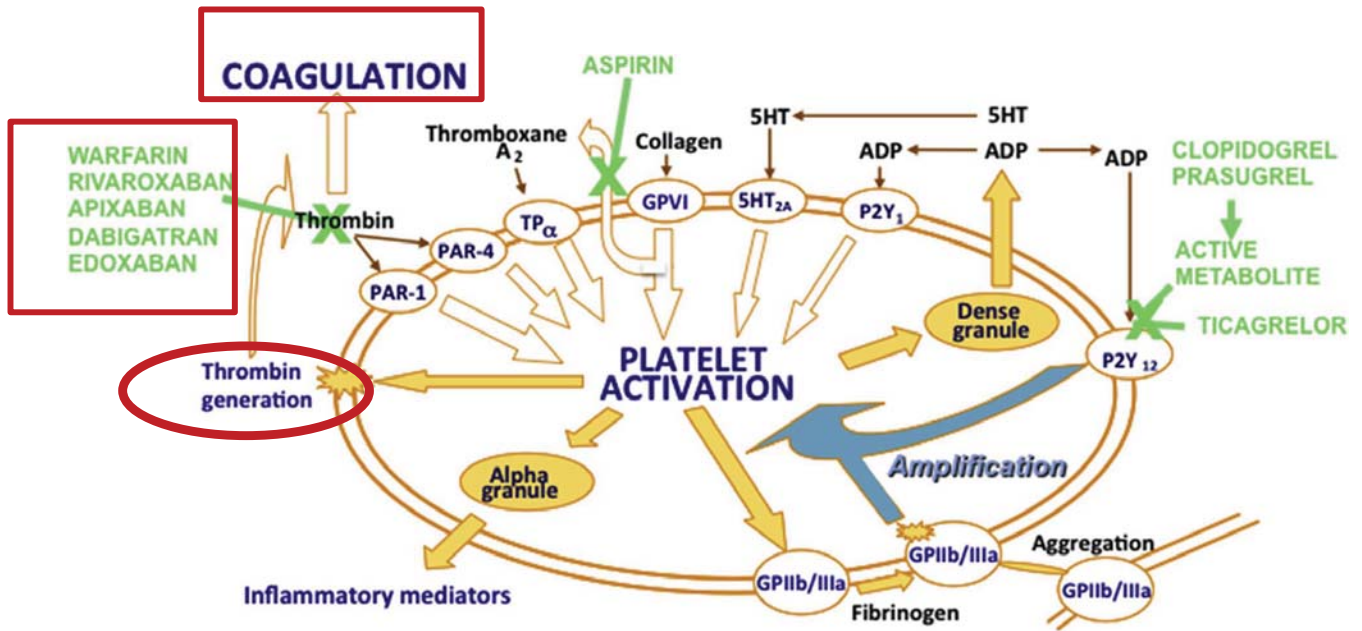 COAGULATION
WARFARIN
RIVAROXABAN
APIXABAN
DABIGATRAN
EDOXABAN
Thrombin
Thromboxane
A2
ASPIRIN
Collagen
5HT
5HT
ADP
ADP
ADP
CLOPIDOGREL
PRASUGREL
ACTIVE
METABOLITE
TICAGRELOR
PAR-1
PAR-4
TPα
GPVI
5HT2A
P2Y1
P2Y12
Dense
granule
PLATELET
ACTIVATION
Thrombin
generation
Alpha
granule
Amplification
Inflammatory mediators
GPIIb/IIIa
Fibrinogen
GPIIb/IIIa
Aggregation
GPIIb/IIIa